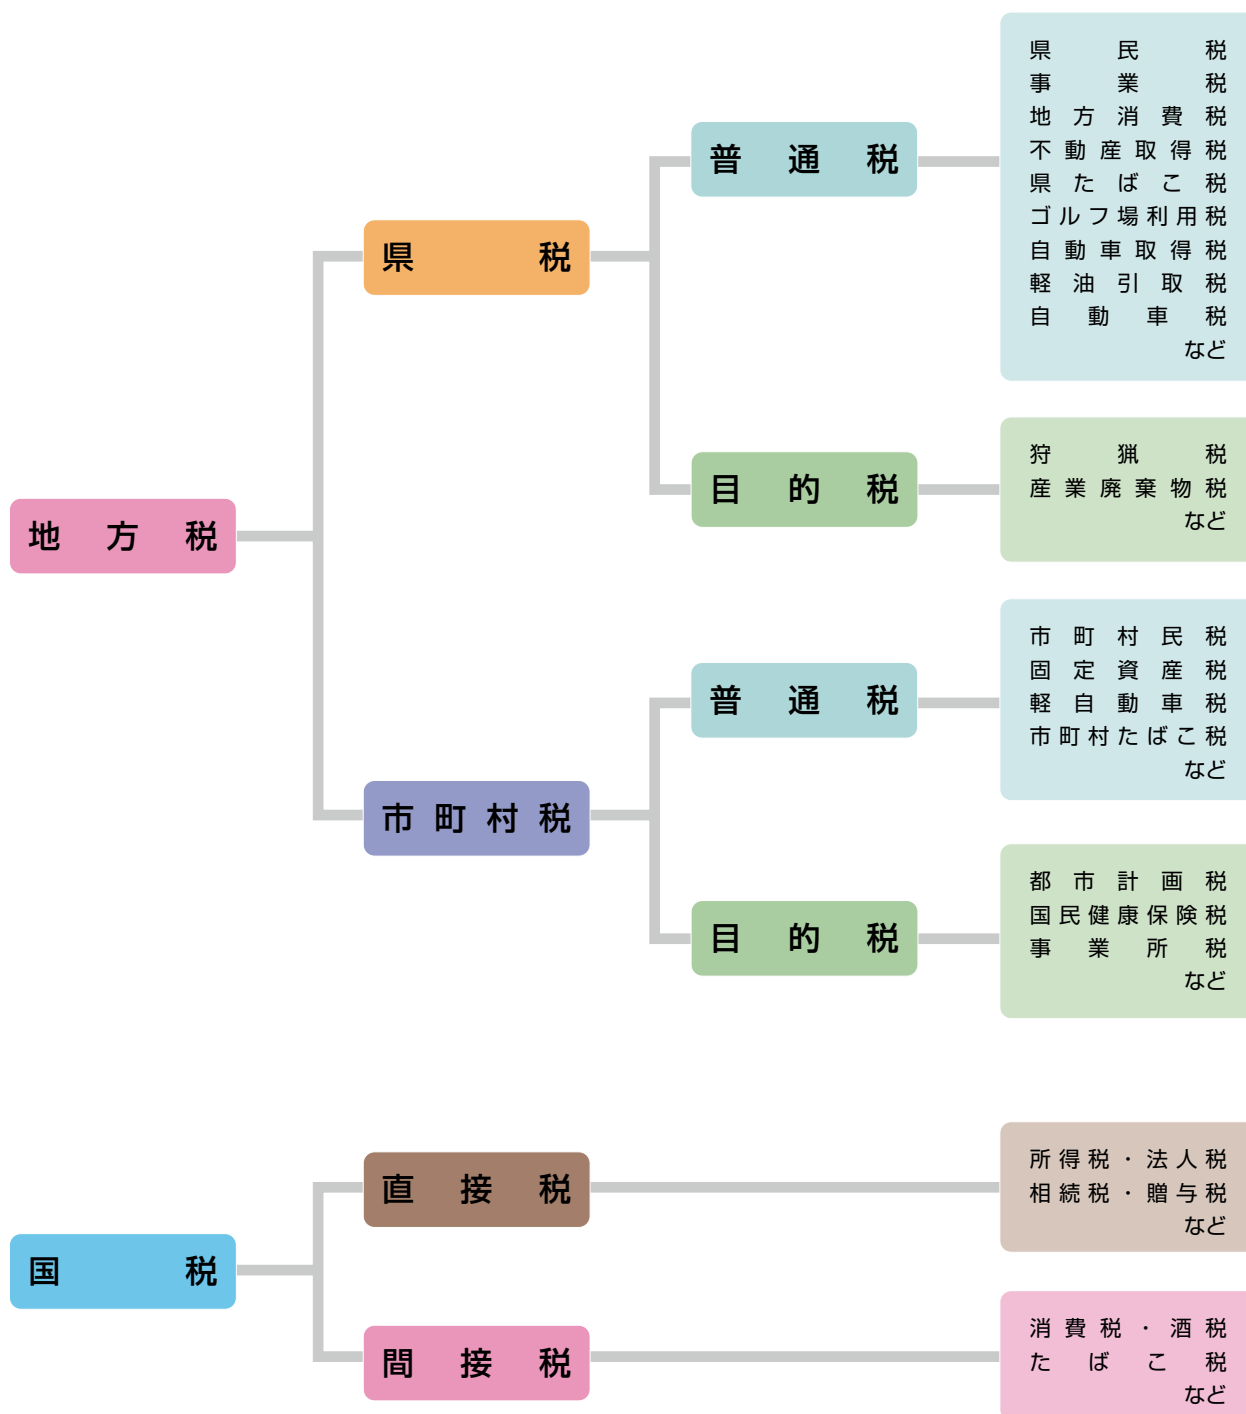 地方税
県税
普通税
県民税
事業税
地方消費税
不動産取得税
県たばこ税
ゴルフ場利用税
自動車取得税
軽油引取税
自動車税
など
目的税
狩猟税
産業廃棄物税
など
市町村税
普通税
市町村民税
固定資産税
軽自動車税
市町村たばこ税
など
目的税
都市計画税
国民健康保険税
事業所税
など
国税
直接税
所得税・法人税
相続税・贈与税
など
間接税
消費税・酒税
たばこ税
など